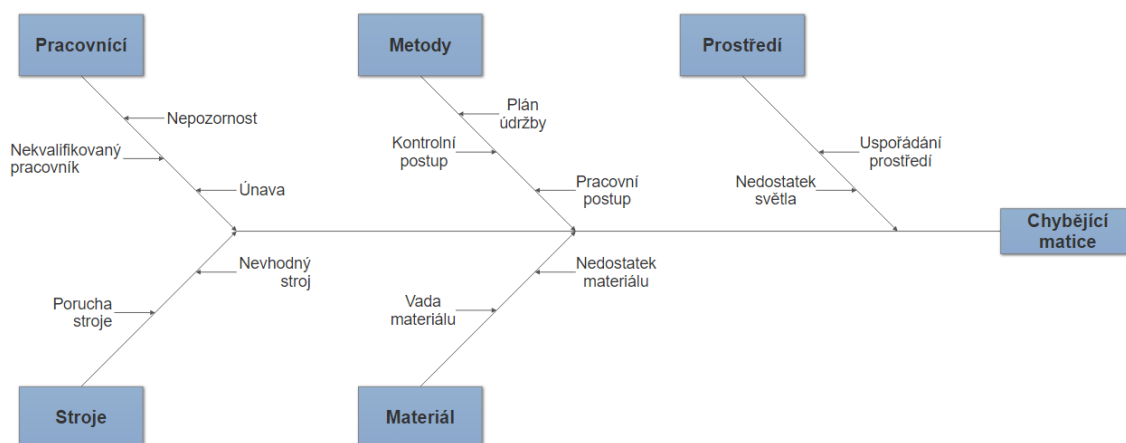 Pracovnící
Metody
Prostředí
Nepozornost
Nekvalifikovaný
pracovník
Únava
Plán
údržby
Kontrolní
postup
Pracovní
postup
Uspořádání
prostředí
Nedostatek
světla
Chybějící
matice
Nevhodný
stroj
Porucha
stroje
Nedostatek
materiálu
Vada
materiálu
Stroje
Materiál